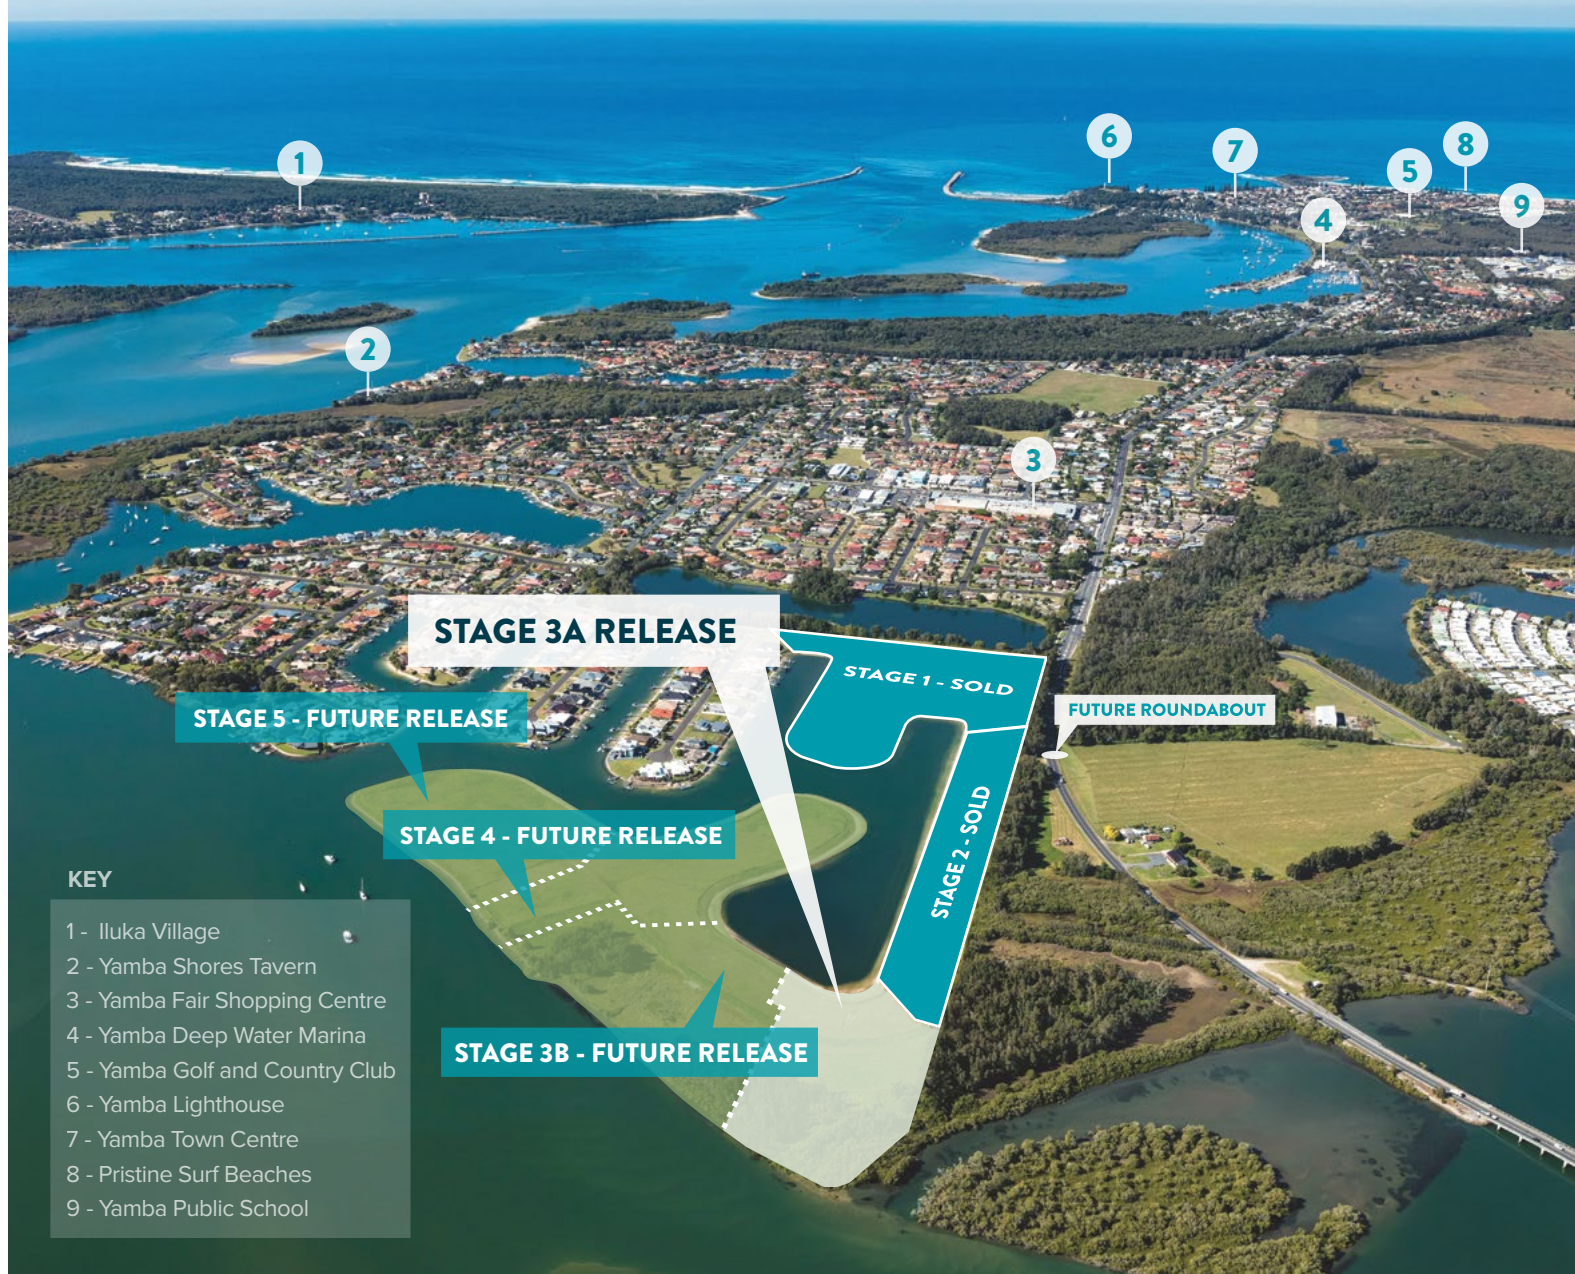 1
6
7
8
5
9
4
2
3
STAGE 3A RELEASE
STAGE 1 - SOLD
STAGE 5 - FUTURE RELEASE
FUTURE ROUNDABOUT
STAGE 4 - FUTURE RELEASE
STAGE 2 - SOLD
STAGE 3B - FUTURE RELEASE
KEY
1 - Iluka Village
2 - Yamba Shores Tavern
3 - Yamba Fair Shopping Centre
4 - Yamba Deep Water Marina
5 - Yamba Golf and Country Club
6 - Yamba Lighthouse
7 - Yamba Town Centre
8 - Pristine Surf Beaches
9 - Yamba Public School